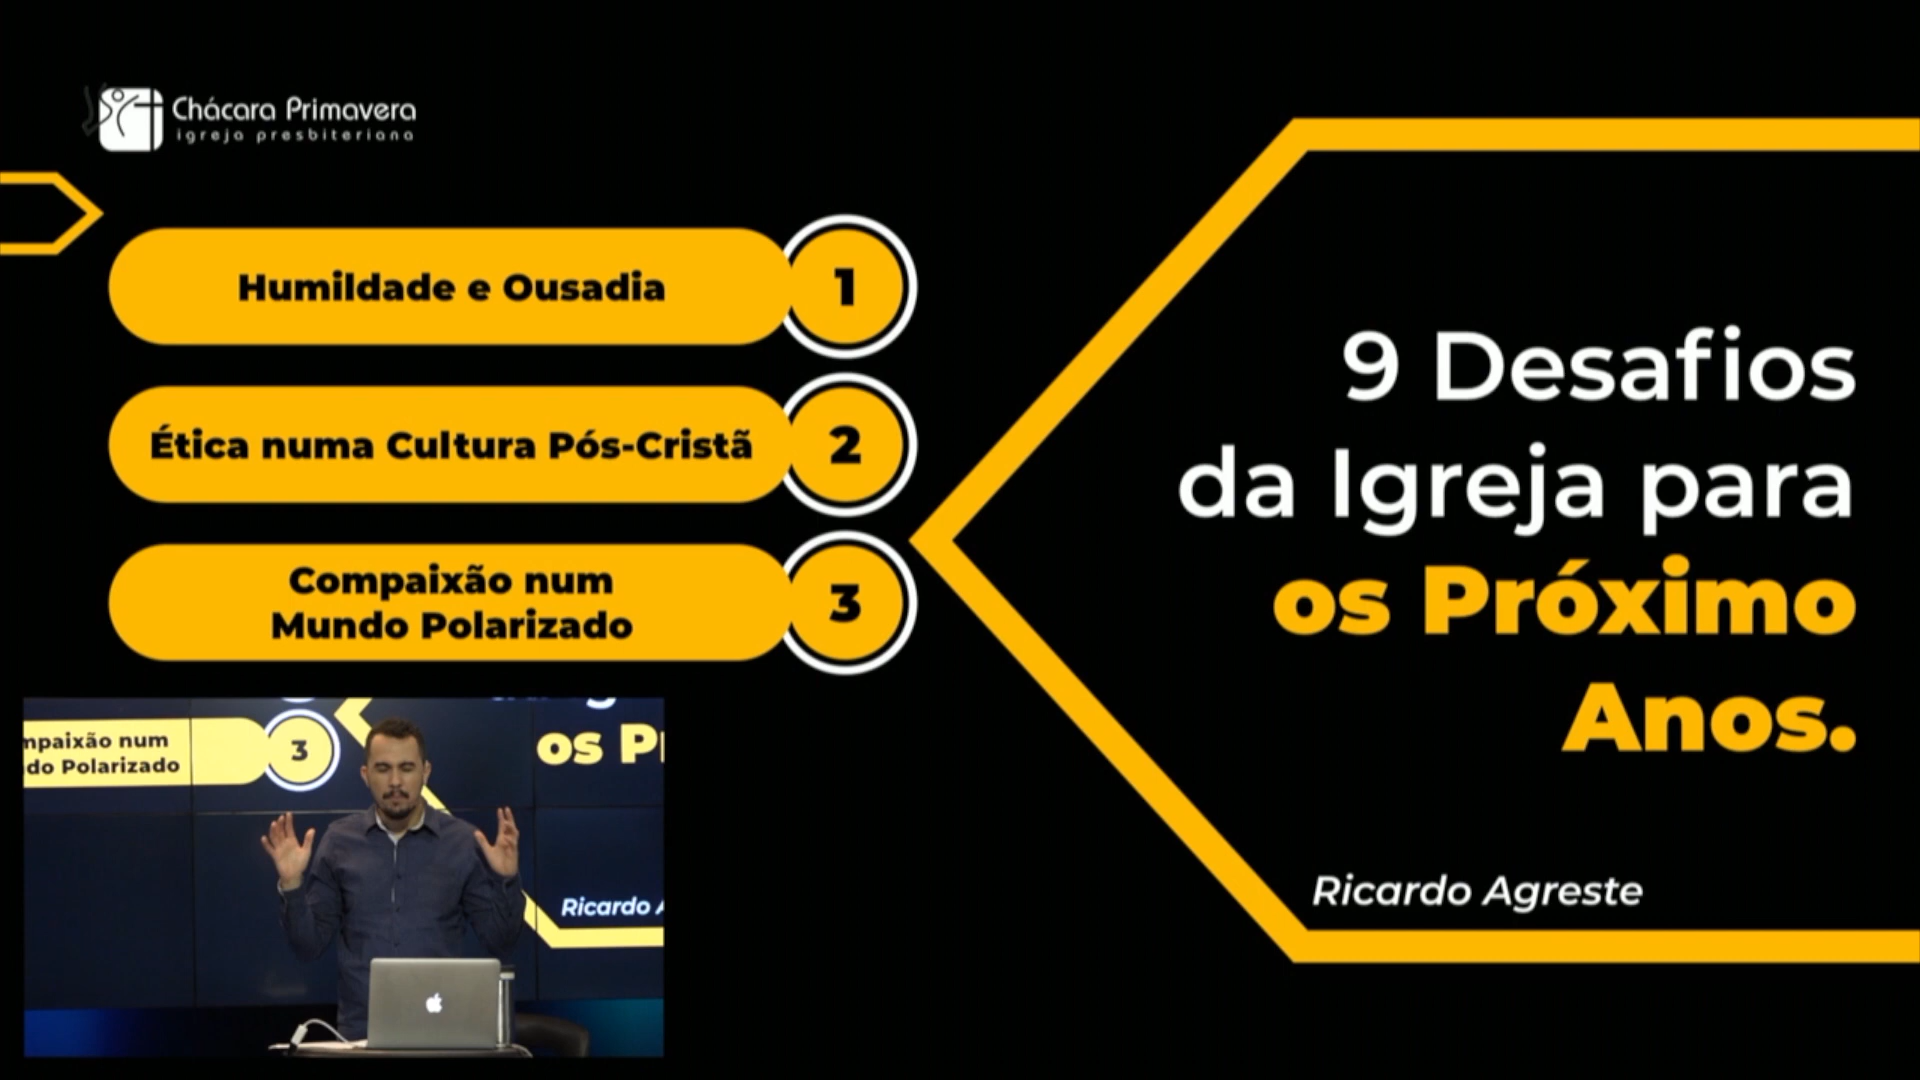 Chácara Primavera
igreja presbiteriana
Humildade e Ousadia
1
Ética numa Cultura Pós-Cristã
2
Compaixão num
Mundo Polarizado
3
9 Desafios
da Igreja para
os Próximo
Anos.
Ricardo Agreste
mpaixão num
do Polarizado
3
os P
Ricardo A